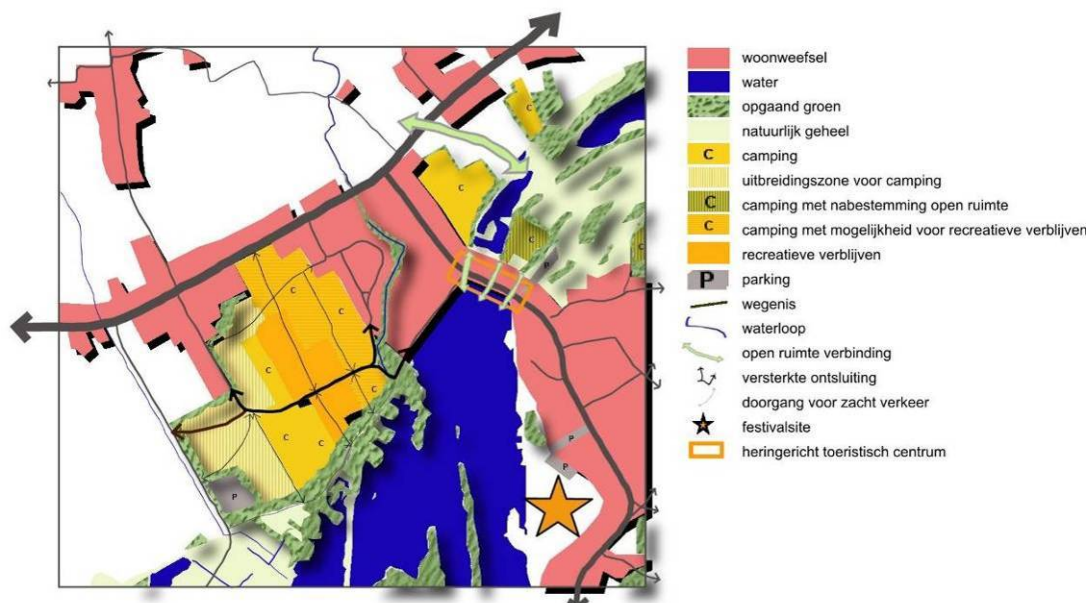 woonweefsel
water
opgaand groen
natuurlijk geheel
C camping
uitbreidingszone voor camping
C camping met nabestemming open ruimte
C camping met mogelijkheid voor recreatieve verblijven
recreatieve verblijven
P parking
wegenis
waterloop
open ruimte verbinding
versterkte ontsluiting
doorgang voor zacht verkeer
festivalsite
heringericht toeristisch centrum
C
C
C
C
C
C
C
C
C
C
C
P
P
P
P